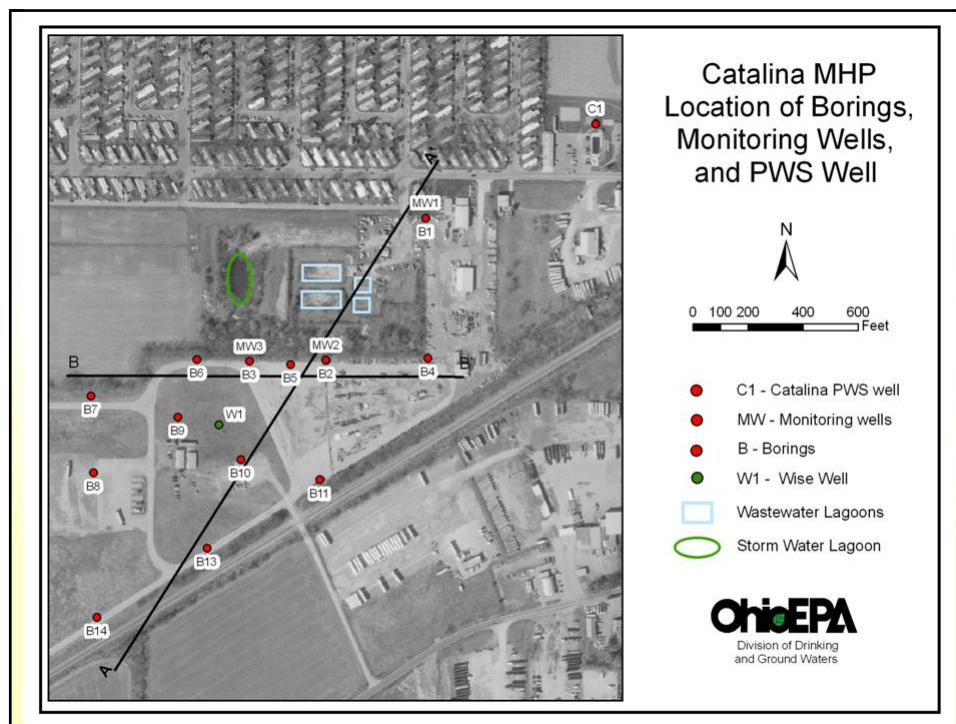 Catalina MHP
Location of Borings,
Monitoring Wells,
and PWS Well
N
0 100 200 400 600
Feet
C1 - Catalina PWS well
MW - Monitoring wells
B - Borings
W1 - Wise Well
Wastewater Lagoons
Storm Water Lagoon
OhioEPA
Division of Drinking
and Ground Waters
C1
A'
MW1
B1
MW3
MW2
B
B'
B6
B3
B5
B2
B4
B7
B9
W1
B10
B8
B11
B13
B14
A